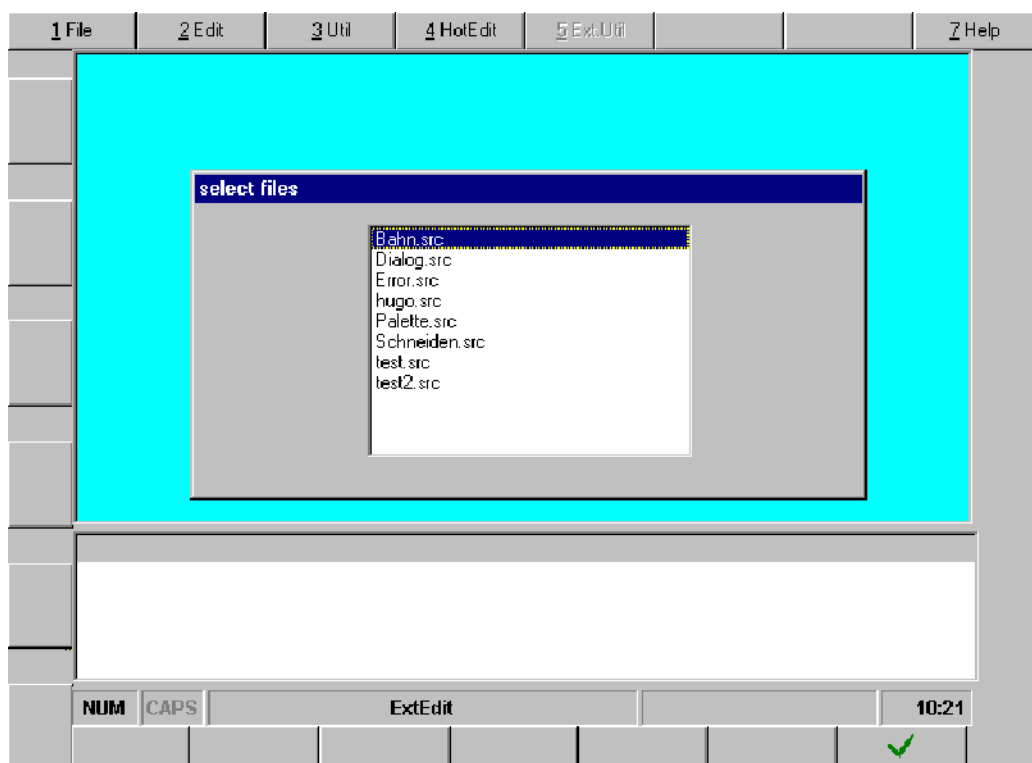 1 File 2 Edit 3 Util 4 HotEdit 5 Ext.Util 7 Help
select files
Bahn.src
Dialog.src
Error.src
hugo.src
Palette.src
Schneiden.src
test.src
test2.src
NUM CAPS ExtEdit 10:21